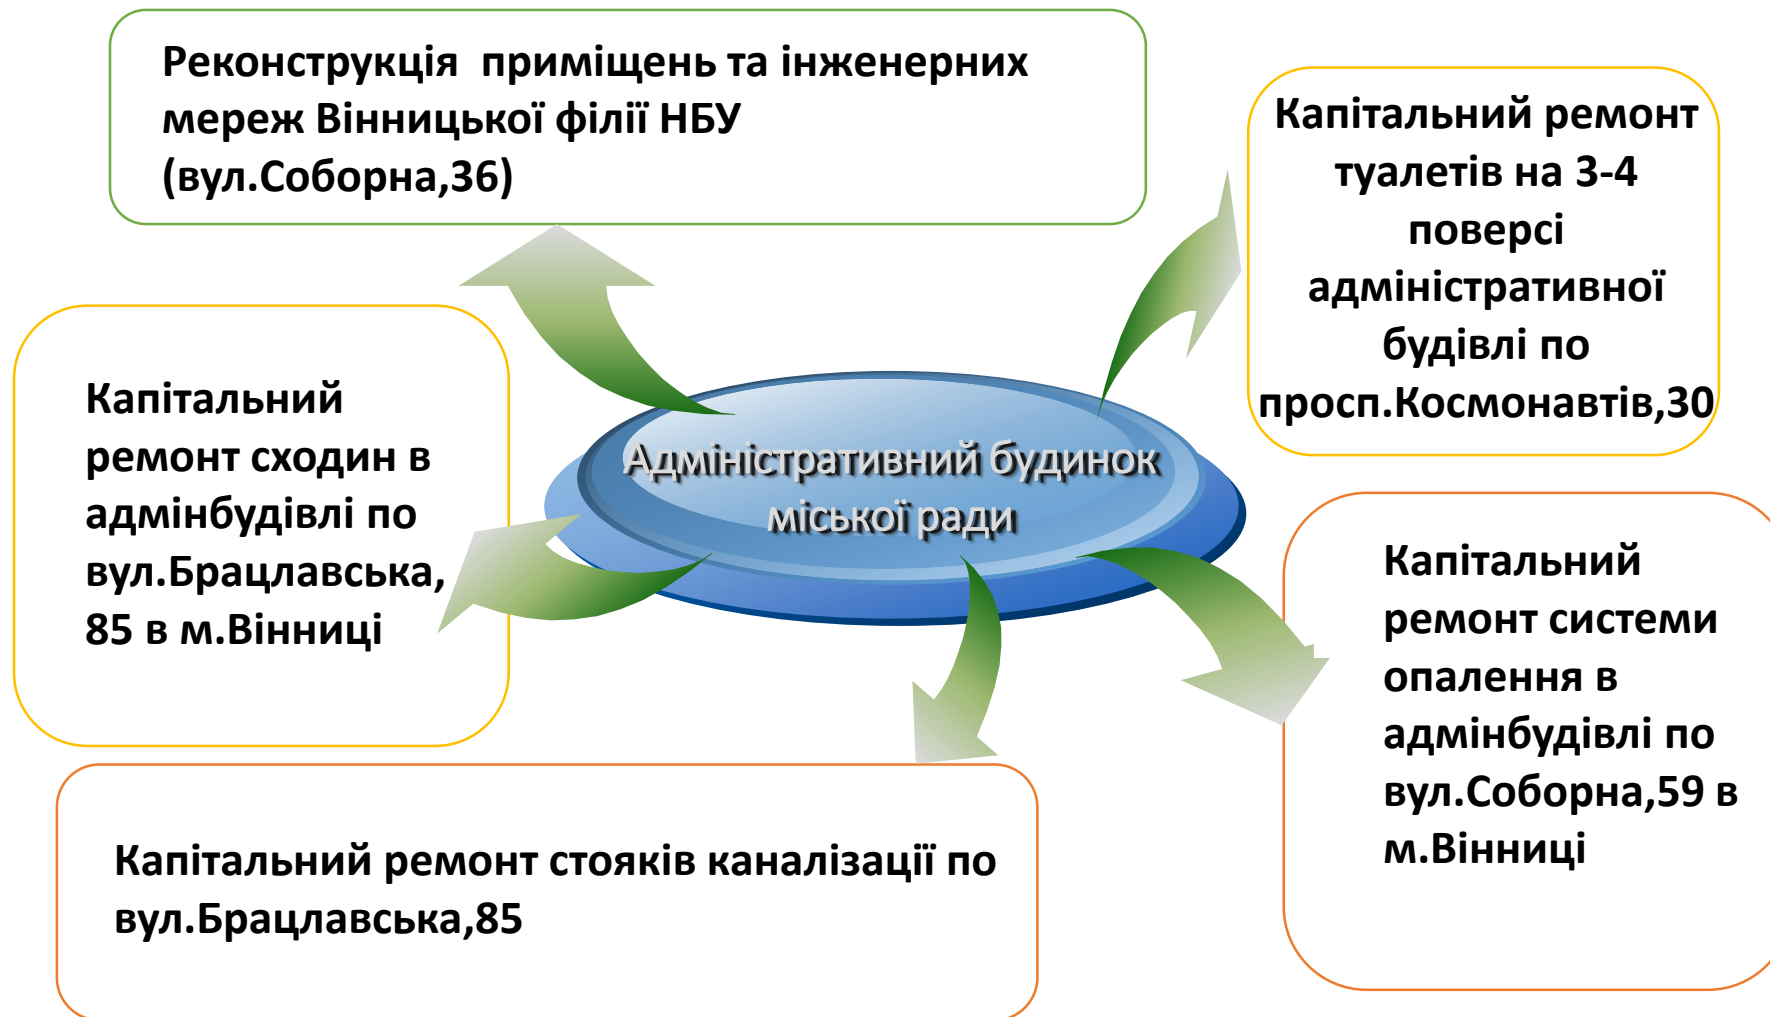 Реконструкція приміщень та інженерних
мереж Вінницької філії НБУ
(вул.Соборна,36)
Капітальний ремонт
туалетів на 3-4
поверсі
адміністративної
будівлі по
просп.Космонавтів,30
Капітальний
ремонт сходин в
адмінбудівлі по
вул.Брацлавська,
85 в м.Вінниці
Адміністративний будинок
міської ради
Капітальний
ремонт системи
опалення в
адмінбудівлі по
вул.Соборна,59 в
м.Вінниці
Капітальний ремонт стояків каналізації по
вул.Брацлавська,85